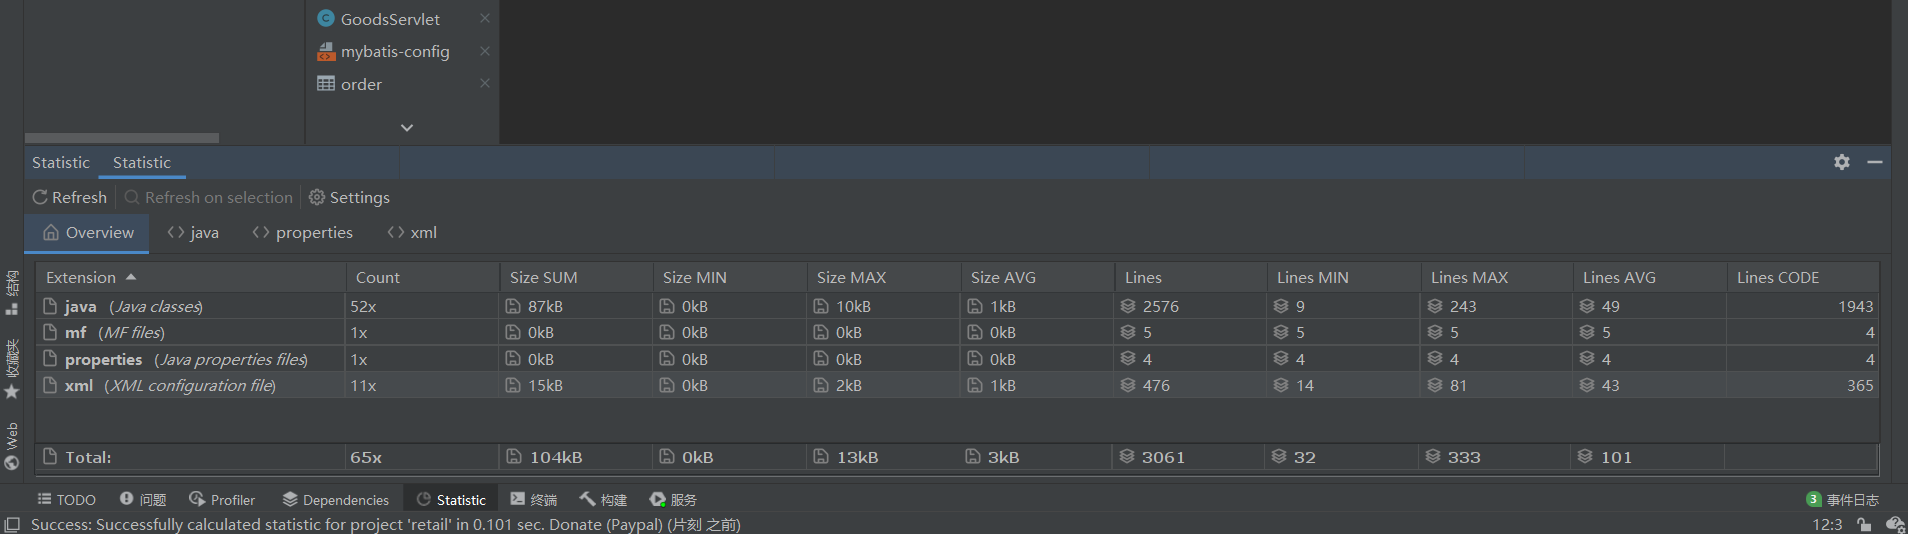 GoodsServlet
mybatis-config
order
Statistic Statistic
Refresh Refresh on selection Settings
Overview java properties xml
Extension Count Size SUM Size MIN Size MAX Size AVG Lines Lines MIN Lines MAX Lines AVG Lines CODE
java (Java classes) 52x 87kB 0kB 10kB 1kB 2576 9 243 49 1943
mf (MF files) 1x 0kB 0kB 0kB 0kB 5 5 5 5 4
properties (Java properties files) 1x 0kB 0kB 0kB 0kB 4 4 4 4 4
xml (XML configuration file) 11x 15kB 0kB 2kB 1kB 476 14 81 43 365
Total: 65x 104kB 0kB 13kB 3kB 3061 32 333 101
结构
收藏夹
Web
TODO 问题 Profiler Dependencies Statistic 终端 构建 服务 3 事件日志
Success: Successfully calculated statistic for project 'retail' in 0.101 sec. Donate (Paypal) (片刻 之前) 12:3